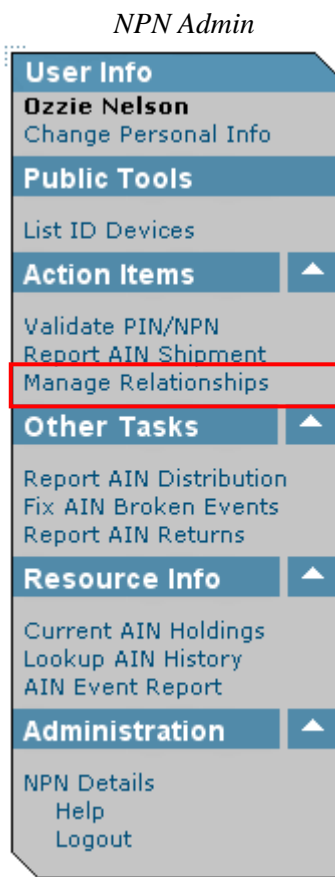 NPN Admin
User Info
Ozzie Nelson
Change Personal Info
Public Tools
List ID Devices
Action Items
Validate PIN/NPN
Report AIN Shipment
Manage Relationships
Other Tasks
Report AIN Distribution
Fix AIN Broken Events
Report AIN Returns
Resource Info
Current AIN Holdings
Lookup AIN History
AIN Event Report
Administration
NPN Details
Help
Logout